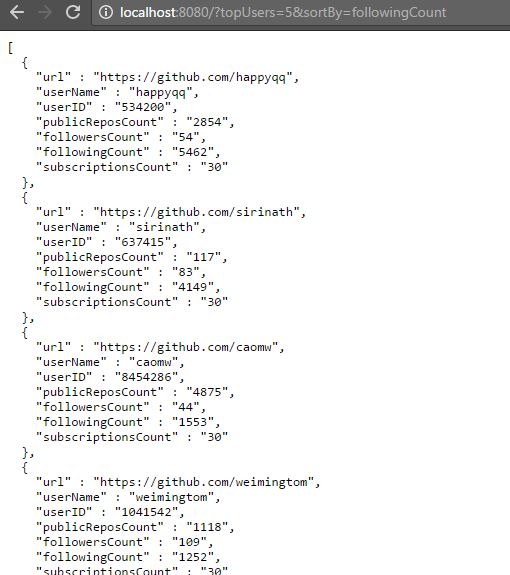 localhost:8080/?topUsers=5&sortBy=followingCount
[
  {
    "url" : "https://github.com/happyqq",
    "userName" : "happyqq",
    "userID" : "534200",
    "publicReposCount" : "2854",
    "followersCount" : "54",
    "followingCount" : "5462",
    "subscriptionsCount" : "30"
  },
  {
    "url" : "https://github.com/sirinath",
    "userName" : "sirinath",
    "userID" : "637415",
    "publicReposCount" : "117",
    "followersCount" : "83",
    "followingCount" : "4149",
    "subscriptionsCount" : "30"
  },
  {
    "url" : "https://github.com/caomw",
    "userName" : "caomw",
    "userID" : "8454286",
    "publicReposCount" : "4875",
    "followersCount" : "44",
    "followingCount" : "1553",
    "subscriptionsCount" : "30"
  },
  {
    "url" : "https://github.com/weimingtom",
    "userName" : "weimingtom",
    "userID" : "1041542",
    "publicReposCount" : "1118",
    "followersCount" : "109",
    "followingCount" : "1252",
    "subscriptionsCount" : "30"